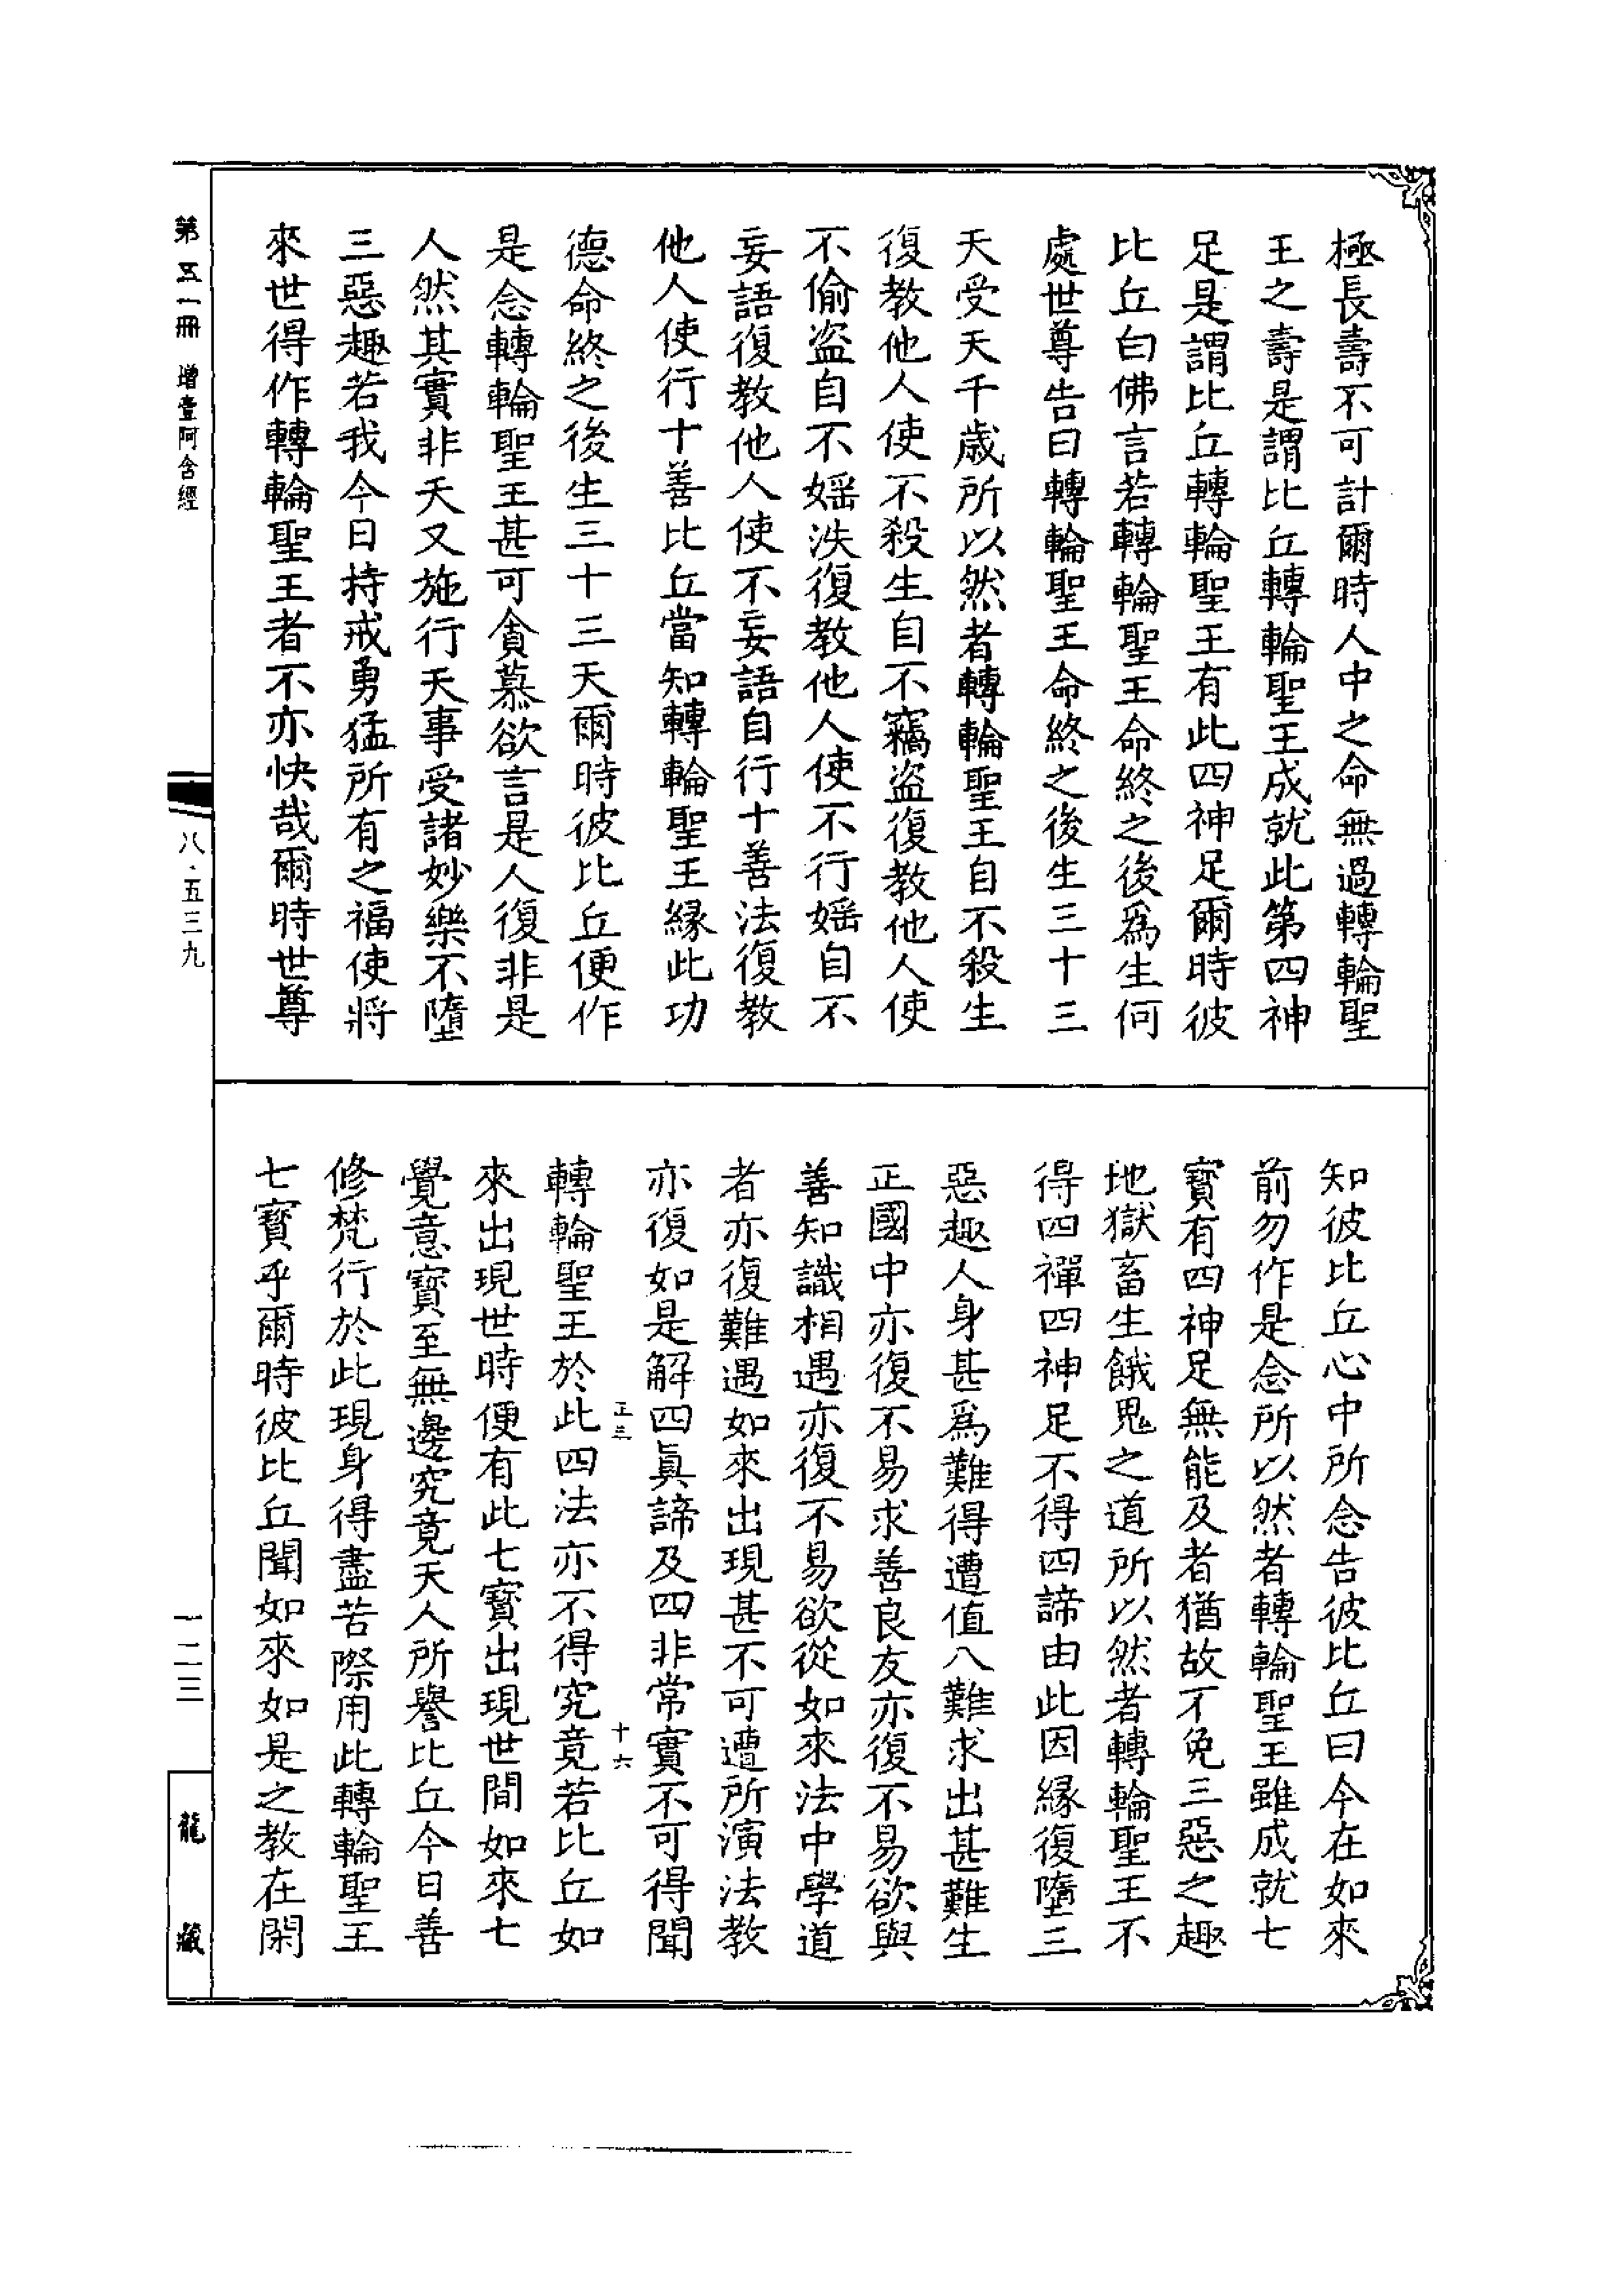 極長壽不可計爾時人中之命無過轉輪聖
王之壽是謂比丘轉輪聖王成就此第四神
足是謂比丘轉輪聖王有此四神足爾時彼
比丘白佛言若轉輪聖王命終之後爲生何
處世尊告曰轉輪聖王命終之後生三十三
天受天千歲所以然者轉輪聖王自不殺生
復教他人使不殺生自不竊盜復教他人使
不偷盜自不婬泆復教他人使不行婬自不
妄語復教他人使不妄語自行十善法復教
他人使行十善比丘當知轉輪聖王緣此功
德命終之後生三十三天爾時彼比丘便作
是念轉輪聖王甚可貪慕欲言是人復非是
人然其實非天又施行天事受諸妙樂不墮
三惡趣若我今日持戒勇猛所有之福使將
來世得作轉輪聖王者不亦快哉爾時世尊
知彼比丘心中所念告彼比丘曰今在如來
前勿作是念所以然者轉輪聖王雖成就七
寶有四神足無能及者猶故不免三惡之趣
地獄畜生餓鬼之道所以然者轉輪聖王不
得四禪四神足不得四諦由此因緣復墮三
惡趣人身甚爲難得遭值八難求出甚難生
正國中亦復不易求善良友亦復不易欲與
善知識相遇亦復不易欲從如來法中學道
者亦復難遇如來出現甚不可遭所演法教
亦復如是解四眞諦及四非常實不可得聞
正三 十六
轉輪聖王於此四法亦不得究竟若比丘如
來出現世時便有此七寶出現世間如來七
覺意寶至無邊究竟天人所譽比丘今日善
修梵行於此現身得盡苦際用此轉輪聖王
七寶乎爾時彼比丘聞如來如是之教在閑
第五一冊 增壹阿含經
八·五三九
一二三
龍藏